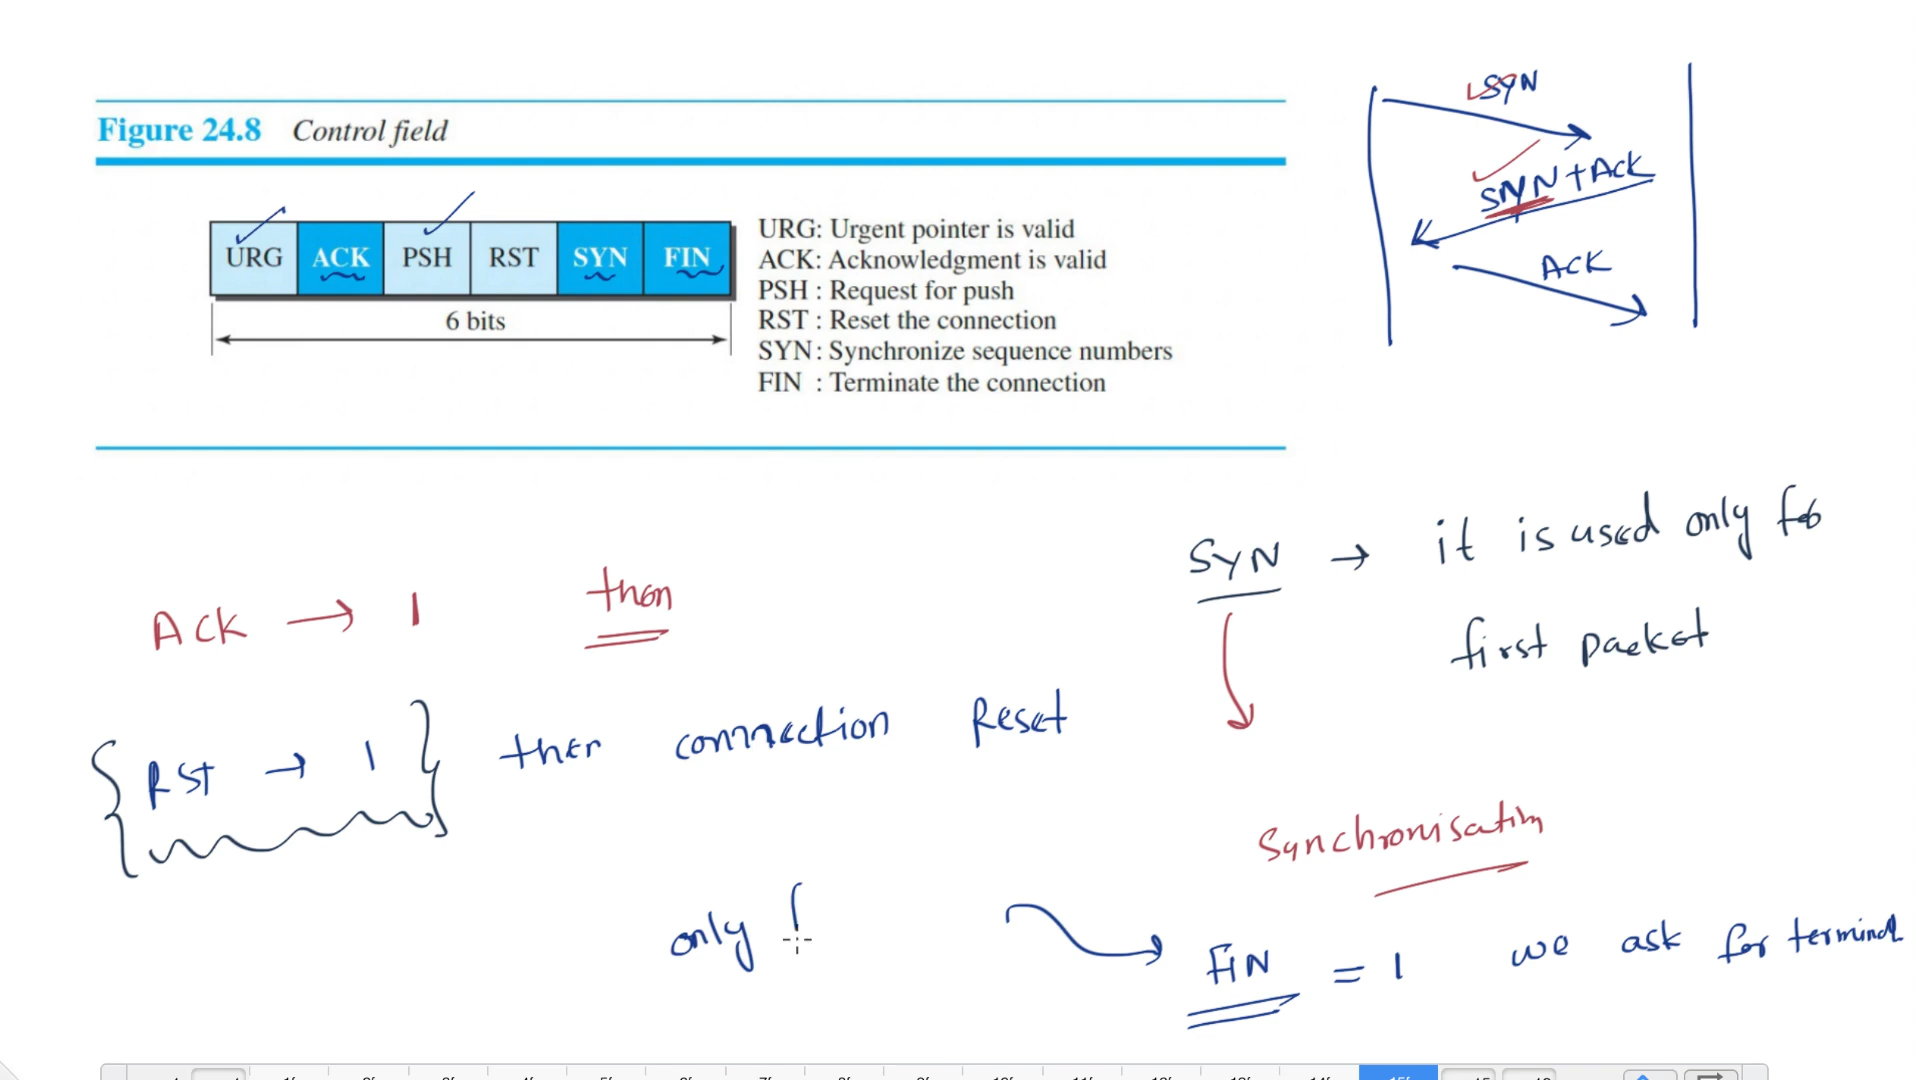 Figure 24.8 Control field
URG ACK PSH RST SYN FIN
6 bits
URG: Urgent pointer is valid
ACK: Acknowledgment is valid
PSH : Request for push
RST : Reset the connection
SYN: Synchronize sequence numbers
FIN : Terminate the connection
SYN
SYN + Ack
ACK
Ack → 1 then
SYN → it is used only for
first packet
RST → 1 then connection Reset
Synchronisation
only
FIN = 1 we ask for